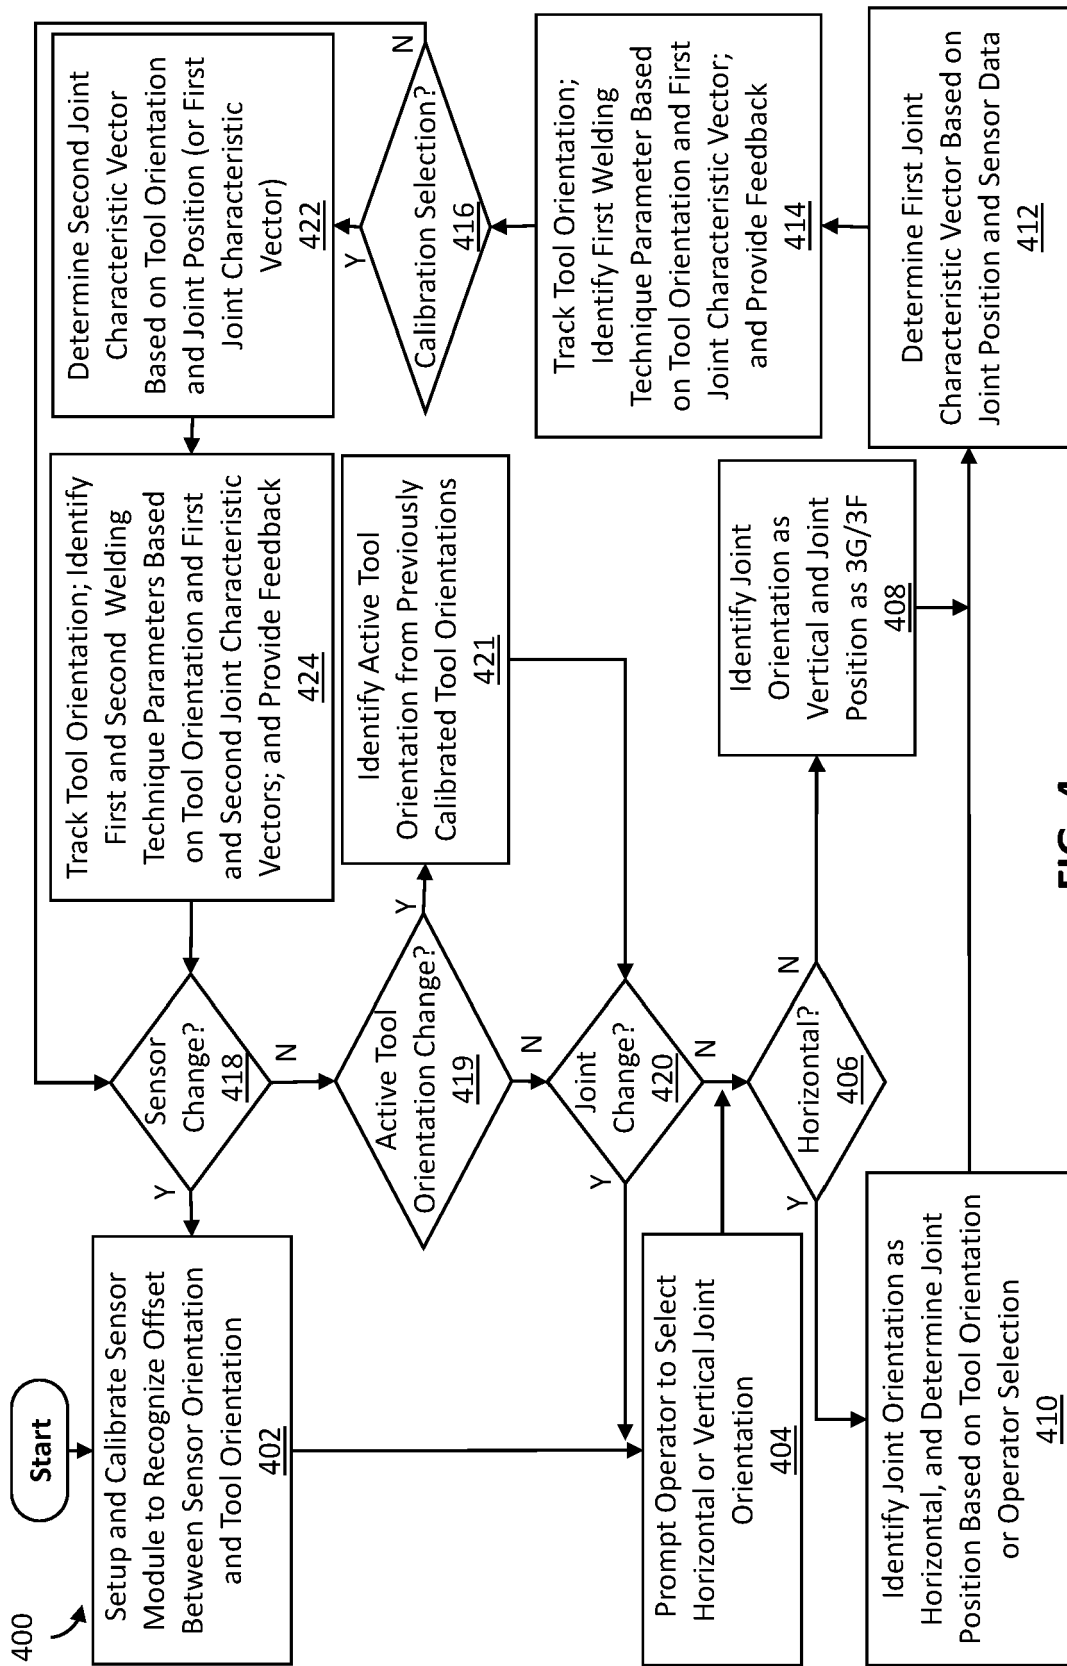 400
Start
Setup and Calibrate Sensor
Module to Recognize Offset
Between Sensor Orientation
and Tool Orientation
402
Prompt Operator to Select
Horizontal or Vertical Joint
Orientation
404
Identify Joint Orientation as
Horizontal, and Determine Joint
Position Based on Tool Orientation
or Operator Selection
410
Y
Sensor
Change?
418
N
Active Tool
Orientation Change?
419
Y
N
Joint
Change?
420
Y
N
Horizontal?
406
Y
N
Track Tool Orientation; Identify
First and Second Welding
Technique Parameters Based
on Tool Orientation and First
and Second Joint Characteristic
Vectors; and Provide Feedback
424
Identify Active Tool
Orientation from Previously
Calibrated Tool Orientations
421
Identify Joint
Orientation as
Vertical and Joint
Position as 3G/3F
408
Determine Second Joint
Characteristic Vector
Based on Tool Orientation
and Joint Position (or First
Joint Characteristic
Vector)
422
Y
Calibration Selection?
416
N
Track Tool Orientation;
Identify First Welding
Technique Parameter Based
on Tool Orientation and First
Joint Characteristic Vector;
and Provide Feedback
414
Determine First Joint
Characteristic Vector Based on
Joint Position and Sensor Data
412
FIG. 4